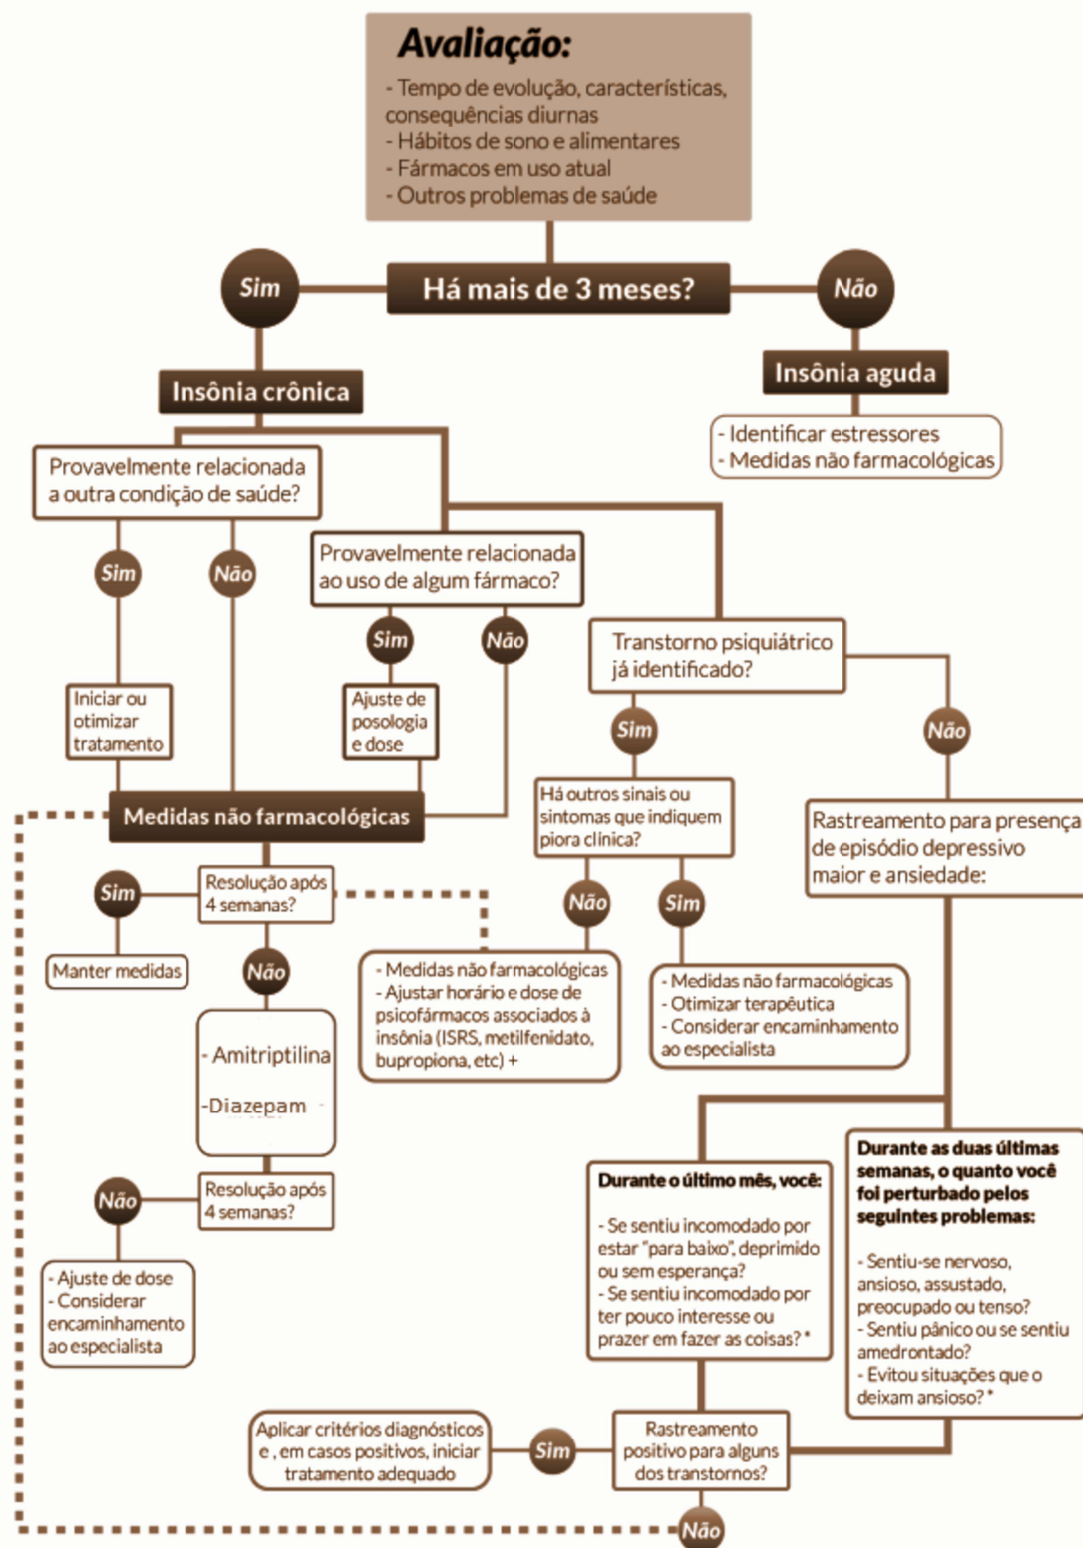 Avaliação:
- Tempo de evolução, características,
consequências diurnas
- Hábitos de sono e alimentares
- Fármacos em uso atual
- Outros problemas de saúde
Sim
Há mais de 3 meses?
Não
Insônia crônica
Insônia aguda
- Identificar estressores
- Medidas não farmacológicas
Provavelmente relacionada
a outra condição de saúde?
Sim
Não
Provavelmente relacionada
ao uso de algum fármaco?
Sim
Não
Transtorno psiquiátrico
já identificado?
Sim
Não
Iniciar ou
otimizar
tratamento
Ajuste de
posologia
e dose
Medidas não farmacológicas
Há outros sinais ou
sintomas que indiquem
piora clínica?
Não
Sim
Rastreamento para presença
de episódio depressivo
maior e ansiedade:
Sim
Resolução após
4 semanas?
Manter medidas
Não
- Medidas não farmacológicas
- Ajustar horário e dose de
psicofármacos associados à
insônia (ISRS, metilfenidato,
bupropiona, etc) +
- Medidas não farmacológicas
- Otimizar terapêutica
- Considerar encaminhamento
ao especialista
- Amitriptilina
-Diazepam
Não
Resolução após
4 semanas?
- Ajuste de dose
- Considerar
encaminhamento
ao especialista
Durante o último mês, você:
- Se sentiu incomodado por
estar "para baixo", deprimido
ou sem esperança?
- Se sentiu incomodado por
ter pouco interesse ou
prazer em fazer as coisas? *
Durante as duas últimas
semanas, o quanto você
foi perturbado pelos
seguintes problemas:
- Sentiu-se nervoso,
ansioso, assustado,
preocupado ou tenso?
- Sentiu pânico ou se sentiu
amedrontado?
- Evitou situações que o
deixam ansioso? *
Aplicar critérios diagnósticos
e , em casos positivos, iniciar
tratamento adequado
Sim
Rastreamento
positivo para alguns
dos transtornos?
Não